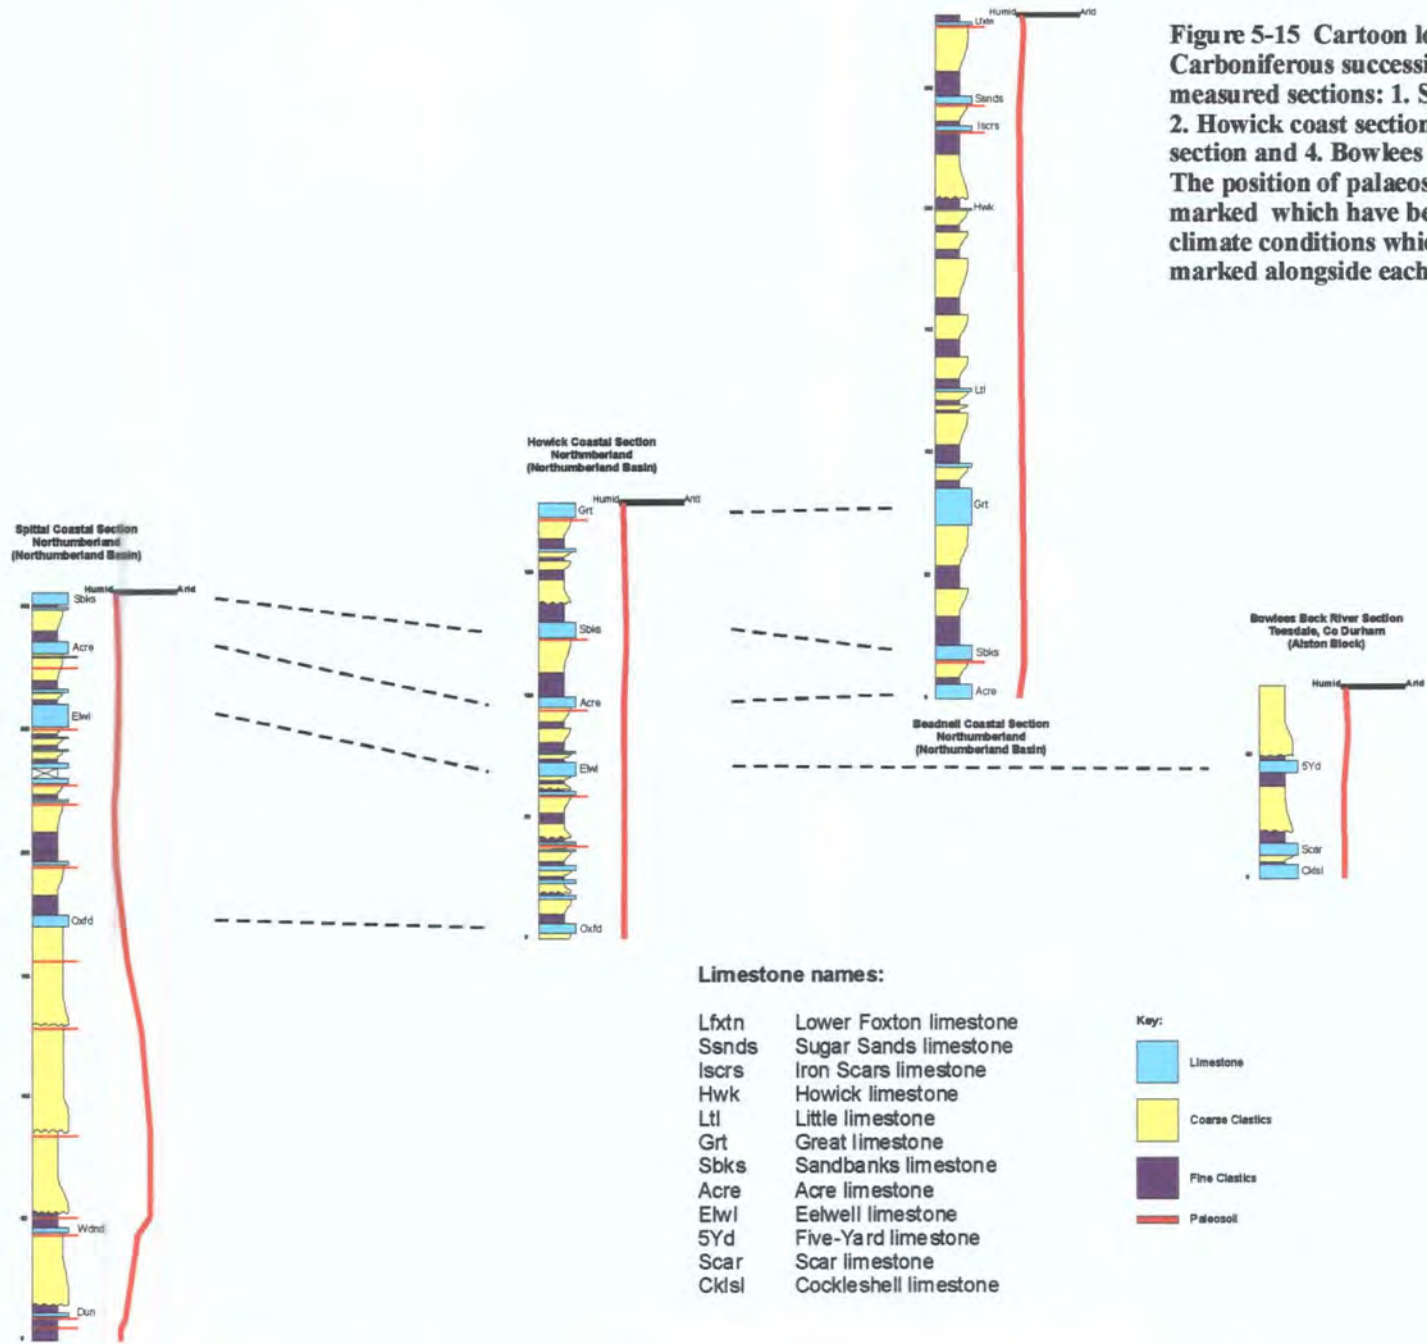 Figure 5-15 Cartoon lo
Carboniferous successi
measured sections: 1. S
2. Howick coast section
section and 4. Bowlees
The position of palaeos
marked which have be
climate conditions whic
marked alongside each
Humid Arid
Lfxtn
Ssnds
Iscrs
Hwk
Ltl
Grt
Sbks
Acre
Beadnell Coastal Section
Northumberland
(Northumberland Basin)
Howick Coastal Section
Northmberland
(Northumberland Basin)
Humid Arid
Grt
Sbks
Acre
Elwl
Oxfd
Spittal Coastal Section
Northumberland
(Northumberland Basin)
Humid Arid
Sbks
Acre
Elwl
Oxfd
Wdnd
Dun
Bowlees Beck River Section
Teesdale, Co Durham
(Alston Block)
Humid Arid
5Yd
Scar
Cklsl
Limestone names:
Lfxtn Lower Foxton limestone
Ssnds Sugar Sands limestone
Iscrs Iron Scars limestone
Hwk Howick limestone
Ltl Little limestone
Grt Great limestone
Sbks Sandbanks limestone
Acre Acre limestone
Elwl Eelwell limestone
5Yd Five-Yard limestone
Scar Scar limestone
Cklsl Cockleshell limestone
Key:
Limestone
Coarse Clastics
Fine Clastics
Paleosoil